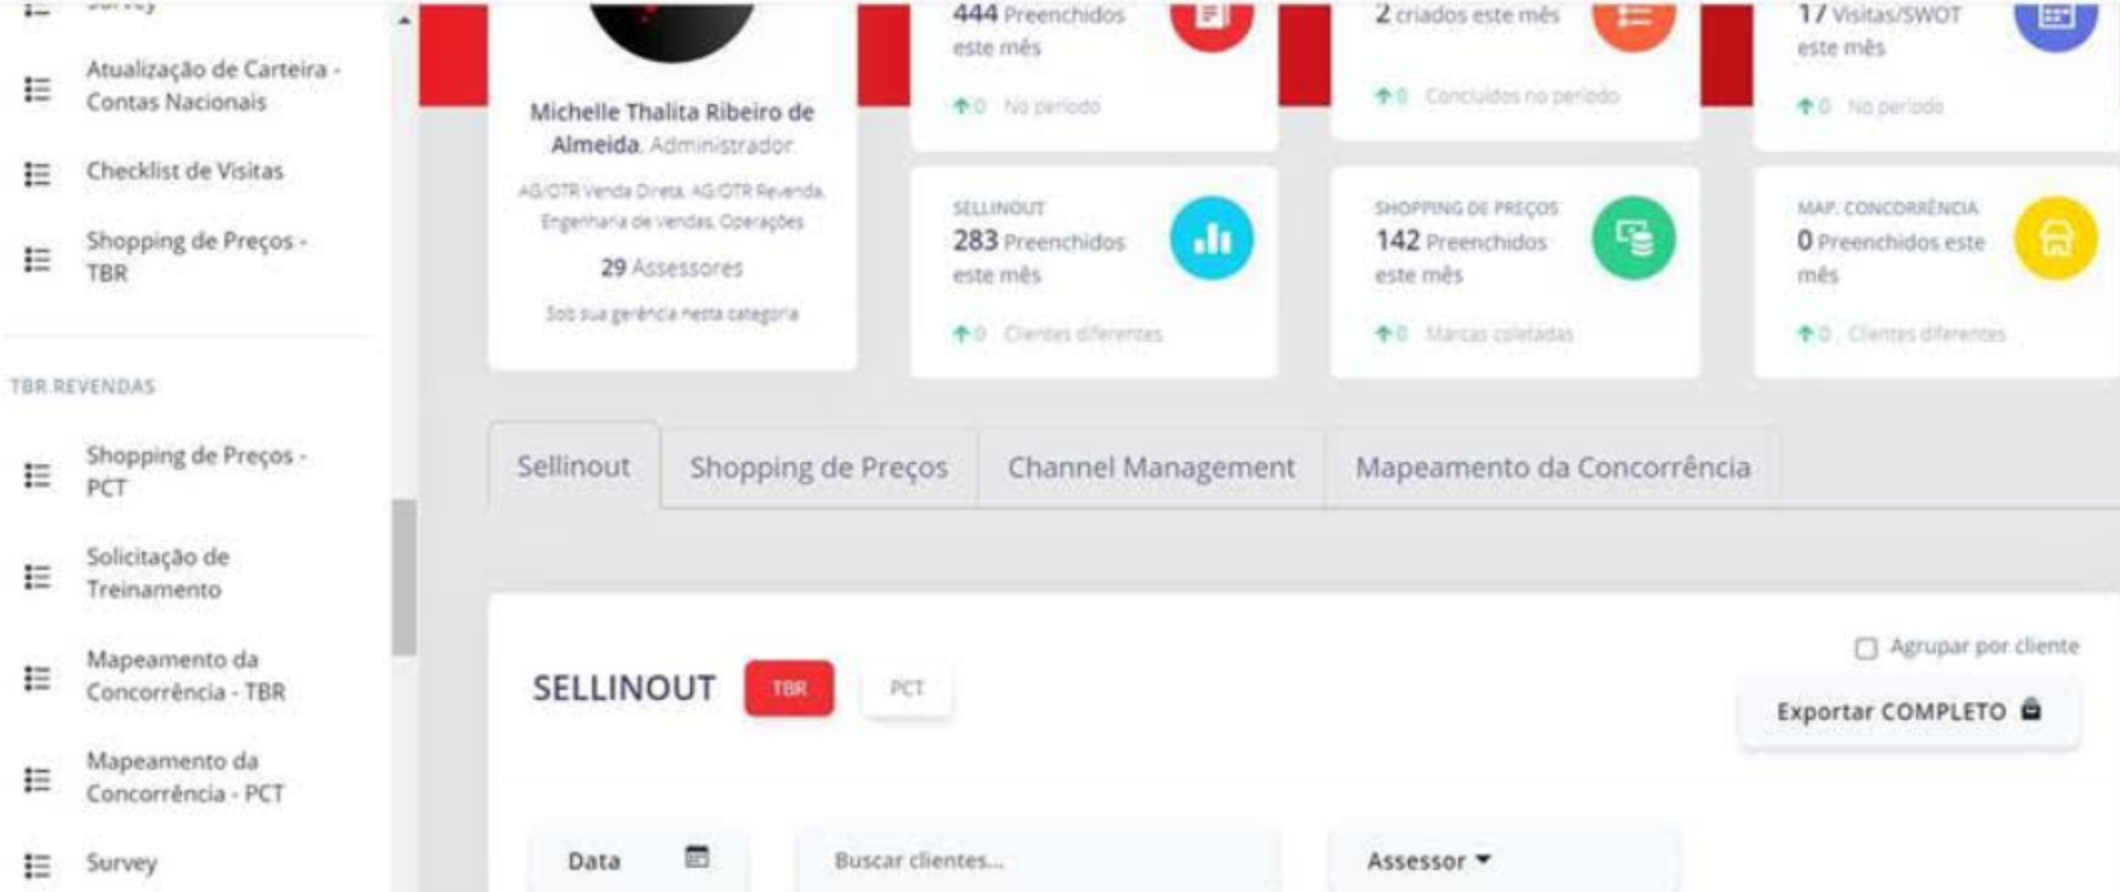 Survey
Atualização de Carteira -
Contas Nacionais
Checklist de Visitas
Shopping de Preços -
TBR
TBR.REVENDAS
Shopping de Preços -
PCT
Solicitação de
Treinamento
Mapeamento da
Concorrência - TBR
Mapeamento da
Concorrência - PCT
Survey
Michelle Thalita Ribeiro de
Almeida, Administrador
AG/OTR Venda Direta, AG/OTR Revenda,
Engenharia de vendas, Operações
29 Assessores
Sob sua gerência nesta categoria
444 Preenchidos
este mês
0 No período
2 criados este mês
0 Concluídos no período
17 Visitas/SWOT
este mês
0 No período
SELLINOUT
283 Preenchidos
este mês
0 Clientes diferentes
SHOPPING DE PREÇOS
142 Preenchidos
este mês
0 Marcas coletadas
MAP. CONCORRÊNCIA
0 Preenchidos este
mês
0 Clientes diferentes
Sellinout
Shopping de Preços
Channel Management
Mapeamento da Concorrência
SELLINOUT
TBR
PCT
Agrupar por cliente
Exportar COMPLETO
Data
Buscar clientes...
Assessor